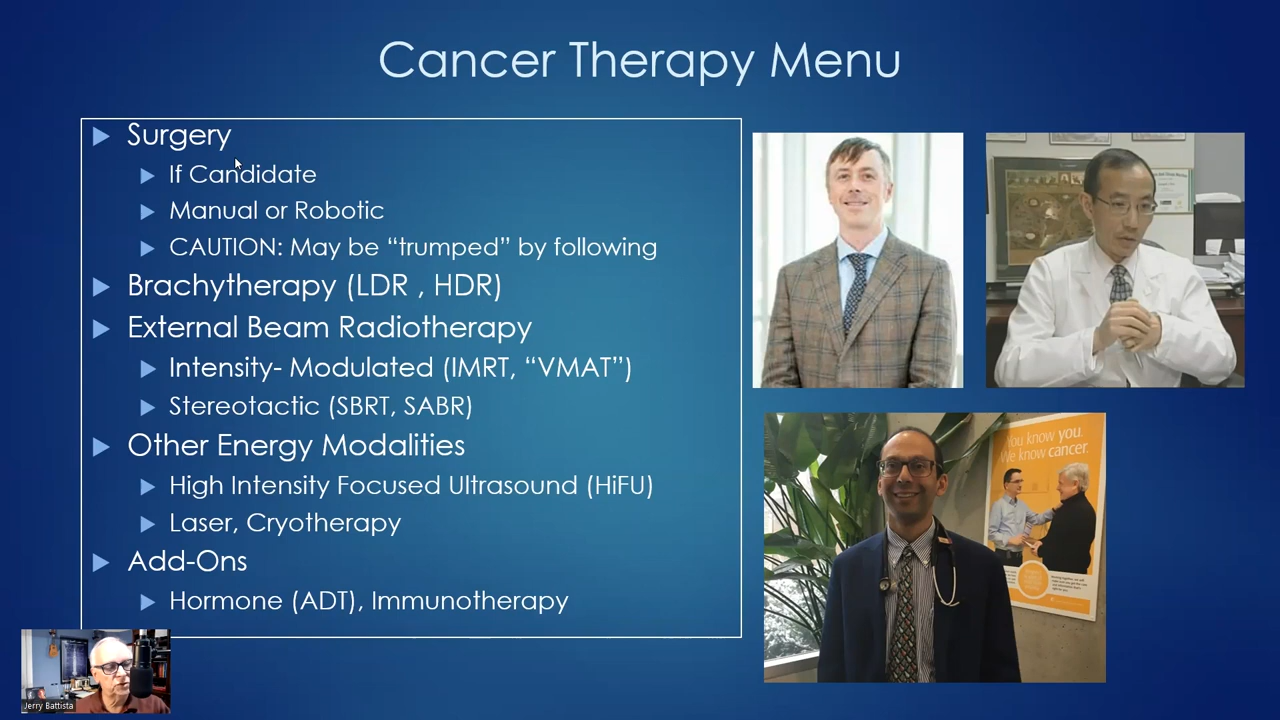 Cancer Therapy Menu
Surgery
If Candidate
Manual or Robotic
CAUTION: May be “trumped” by following
Brachytherapy (LDR , HDR)
External Beam Radiotherapy
Intensity- Modulated (IMRT, “VMAT”)
Stereotactic (SBRT, SABR)
Other Energy Modalities
High Intensity Focused Ultrasound (HiFU)
Laser, Cryotherapy
Add-Ons
Hormone (ADT), Immunotherapy
You know you.
We know cancer.
Jerry Battista